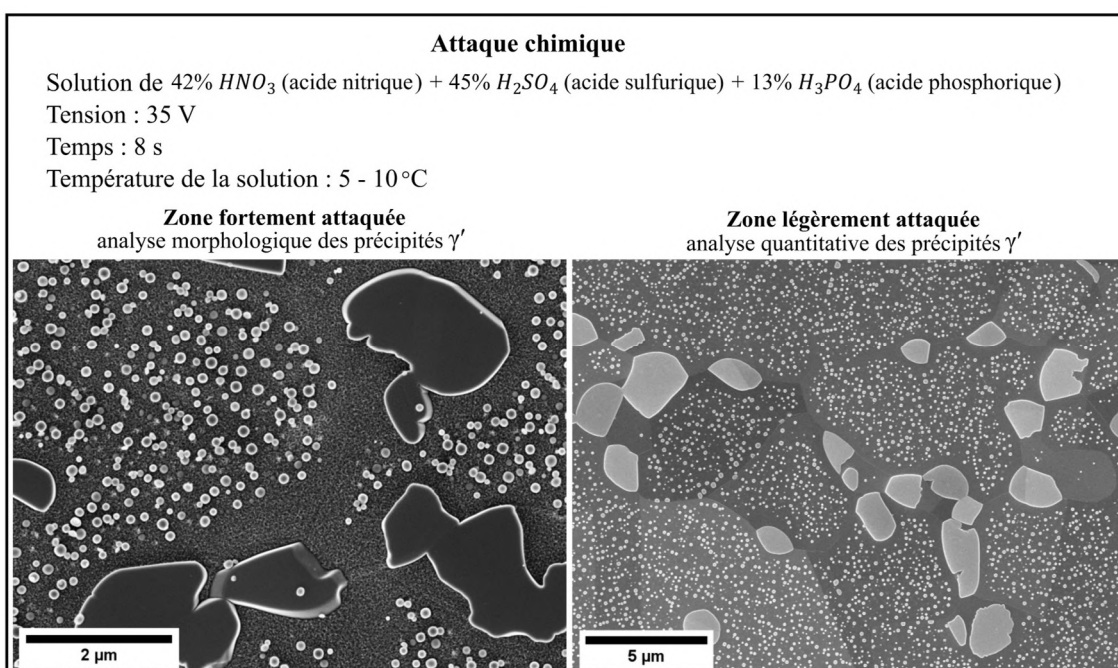 Attaque chimique
Solution de 42% HNO₃ (acide nitrique) + 45% H₂SO₄ (acide sulfurique) + 13% H₃PO₄ (acide phosphorique)
Tension : 35 V
Temps : 8 s
Température de la solution : 5 - 10°C
Zone fortement attaquée
analyse morphologique des précipités γ′
Zone légèrement attaquée
analyse quantitative des précipités γ′
2 µm
5 µm